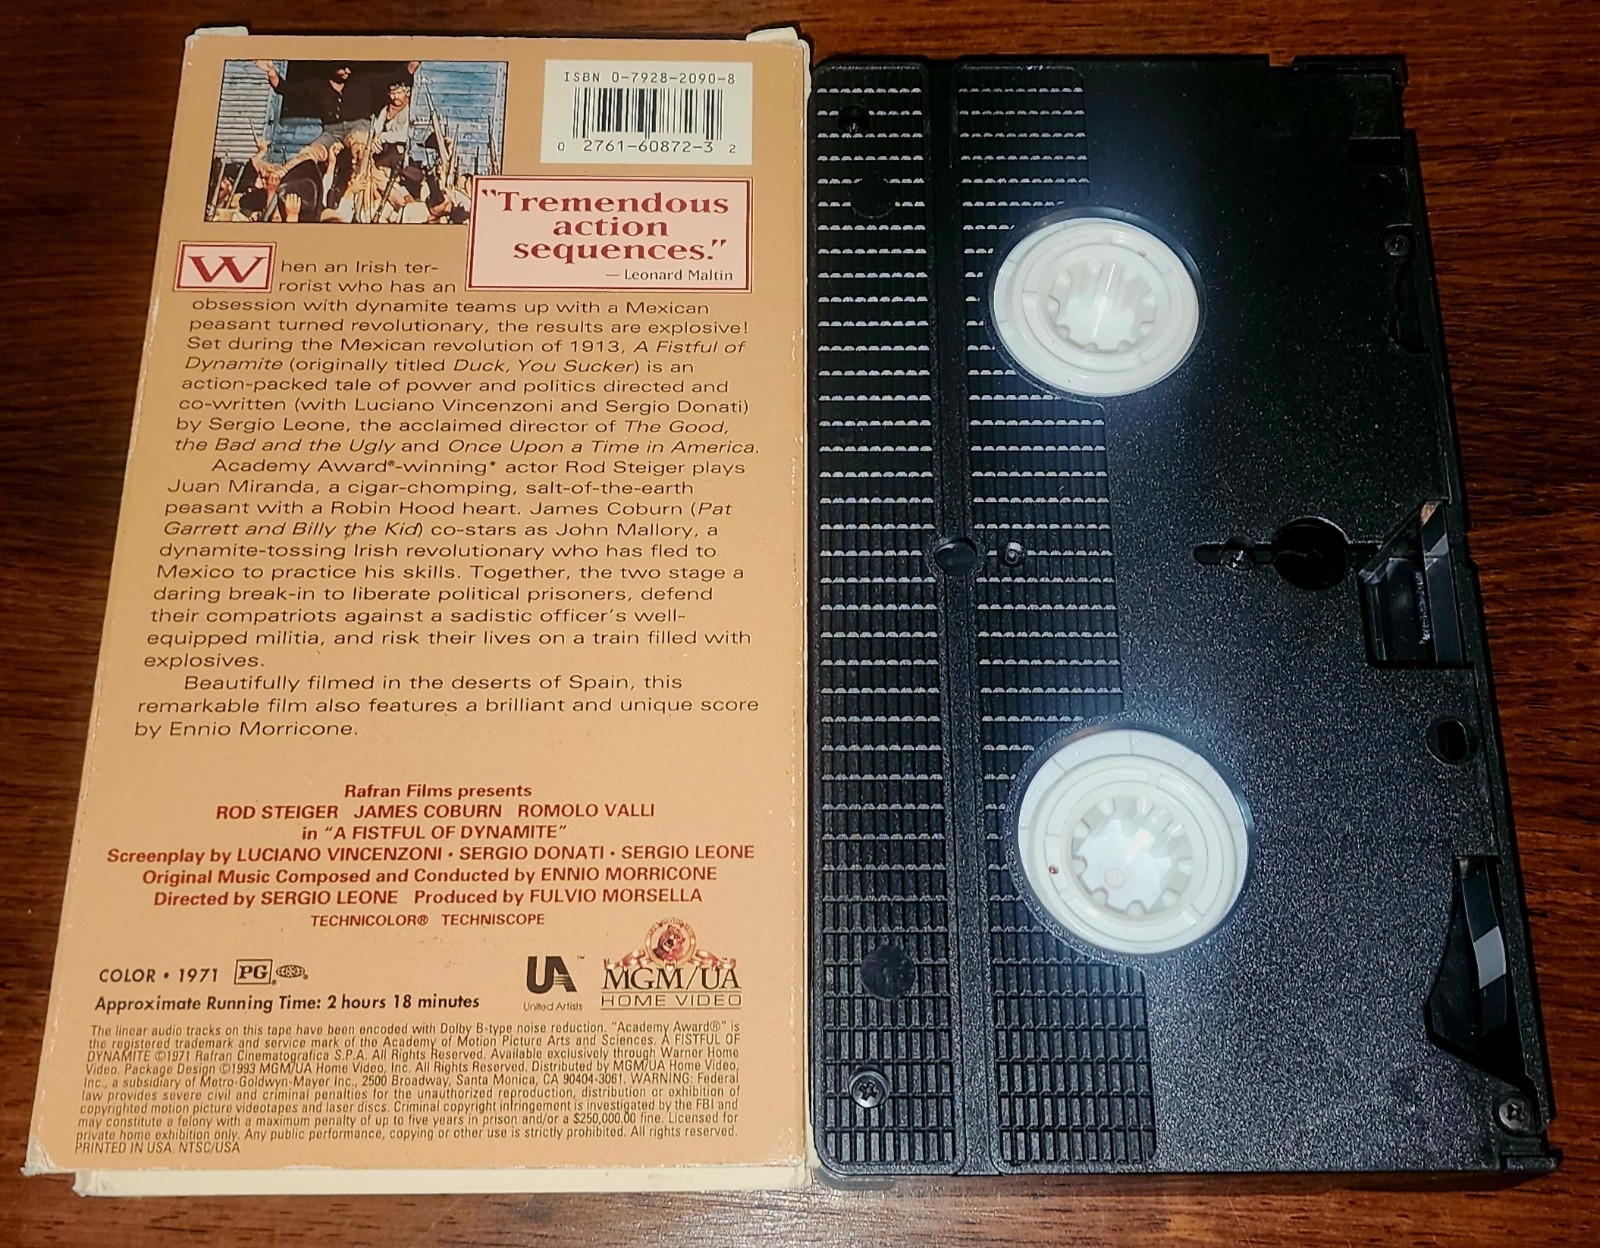 ISBN 0-7928-2090-8
0 2761-60872-3 2
"Tremendous
action
sequences."
— Leonard Maltin
When an Irish ter-
rorist who has an
obsession with dynamite teams up with a Mexican
peasant turned revolutionary, the results are explosive!
Set during the Mexican revolution of 1913, A Fistful of
Dynamite (originally titled Duck, You Sucker) is an
action-packed tale of power and politics directed and
co-written (with Luciano Vincenzoni and Sergio Donati)
by Sergio Leone, the acclaimed director of The Good,
the Bad and the Ugly and Once Upon a Time in America.
Academy Award®-winning* actor Rod Steiger plays
Juan Miranda, a cigar-chomping, salt-of-the-earth
peasant with a Robin Hood heart. James Coburn (Pat
Garrett and Billy the Kid) co-stars as John Mallory, a
dynamite-tossing Irish revolutionary who has fled to
Mexico to practice his skills. Together, the two stage a
daring break-in to liberate political prisoners, defend
their compatriots against a sadistic officer's well-
equipped militia, and risk their lives on a train filled with
explosives.
Beautifully filmed in the deserts of Spain, this
remarkable film also features a brilliant and unique score
by Ennio Morricone.
Rafran Films presents
ROD STEIGER JAMES COBURN ROMOLO VALLI
in "A FISTFUL OF DYNAMITE"
Screenplay by LUCIANO VINCENZONI • SERGIO DONATI • SERGIO LEONE
Original Music Composed and Conducted by ENNIO MORRICONE
Directed by SERGIO LEONE Produced by FULVIO MORSELLA
TECHNICOLOR® TECHNISCOPE
COLOR • 1971 PG
Approximate Running Time: 2 hours 18 minutes
UA™
United Artists
MGM/UA
HOME VIDEO
The linear audio tracks on this tape have been encoded with Dolby B-type noise reduction. "Academy Award®" is
the registered trademark and service mark of the Academy of Motion Picture Arts and Sciences. A FISTFUL OF
DYNAMITE ©1971 Rafran Cinematografica S.P.A. All Rights Reserved. Available exclusively through Warner Home
Video. Package Design ©1993 MGM/UA Home Video, Inc. All Rights Reserved. Distributed by MGM/UA Home Video,
Inc., a subsidiary of Metro-Goldwyn-Mayer Inc., 2500 Broadway, Santa Monica, CA 90404-3061. WARNING: Federal
law provides severe civil and criminal penalties for the unauthorized reproduction, distribution or exhibition of
copyrighted motion picture videotapes and laser discs. Criminal copyright infringement is investigated by the FBI and
may constitute a felony with a maximum penalty of up to five years in prison and/or a $250,000.00 fine. Licensed for
private home exhibition only. Any public performance, copying or other use is strictly prohibited. All rights reserved.
PRINTED IN USA. NTSC/USA